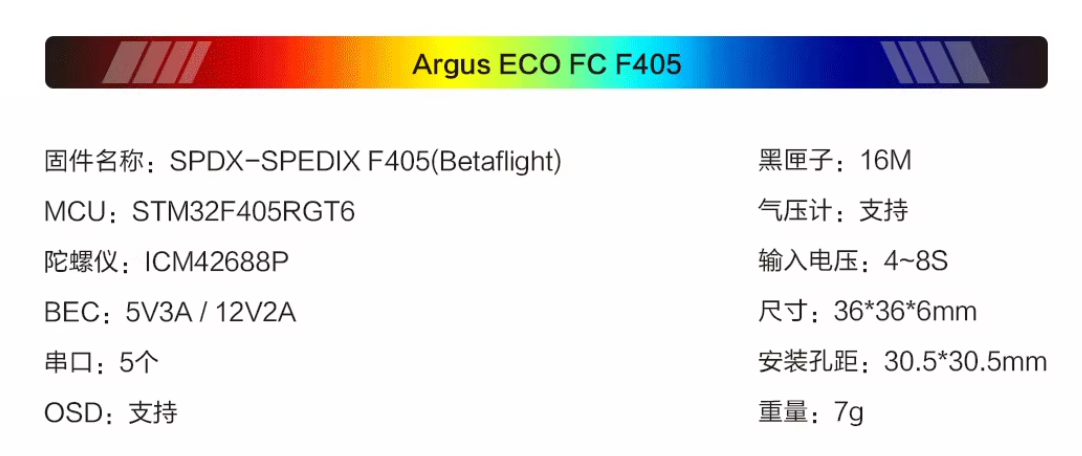 Argus ECO FC F405
固件名称：SPDX-SPEDIX F405(Betaflight)
MCU：STM32F405RGT6
陀螺仪：ICM42688P
BEC：5V3A / 12V2A
串口：5个
OSD：支持
黑匣子：16M
气压计：支持
输入电压：4~8S
尺寸：36*36*6mm
安装孔距：30.5*30.5mm
重量：7g